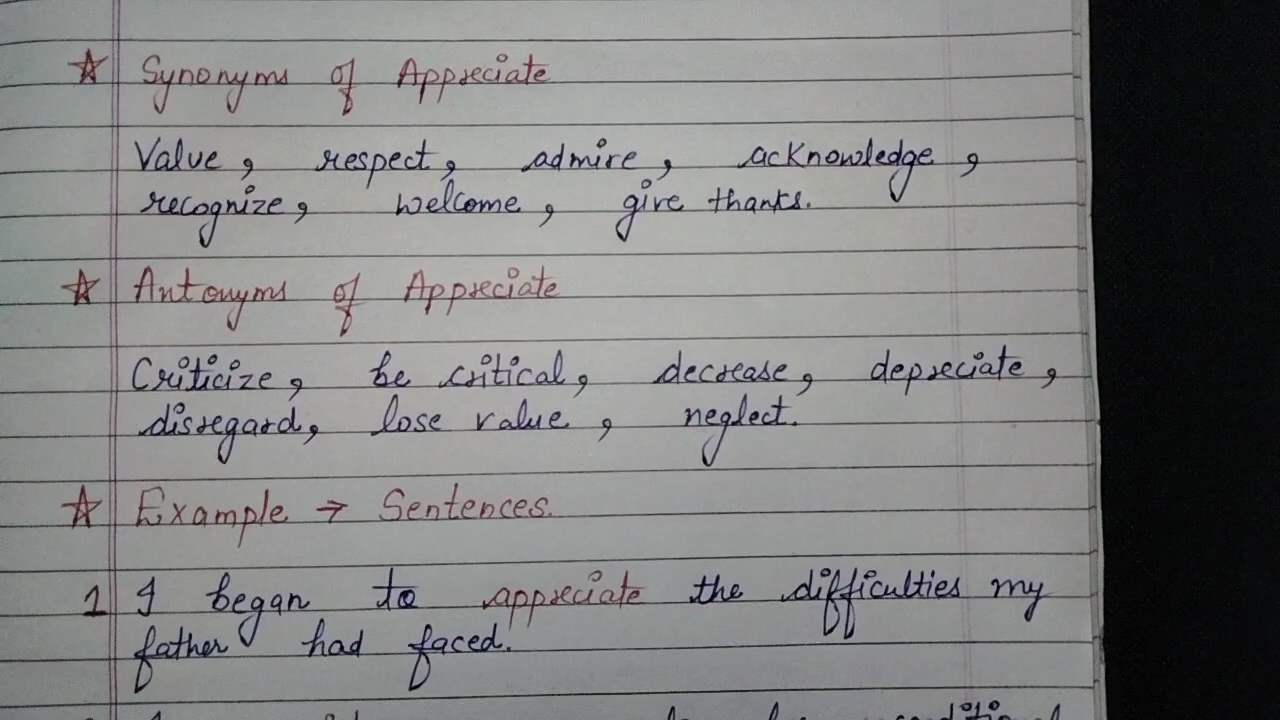 ☆ Synonyms of Appreciate
Value, respect, admire, acknowledge,
recognize, welcome, give thanks.
☆ Antonyms of Appreciate
Criticize, be critical, decrease, depreciate,
disregard, lose value, neglect.
☆ Example → Sentences.
1 I began to appreciate the difficulties my
father had faced.